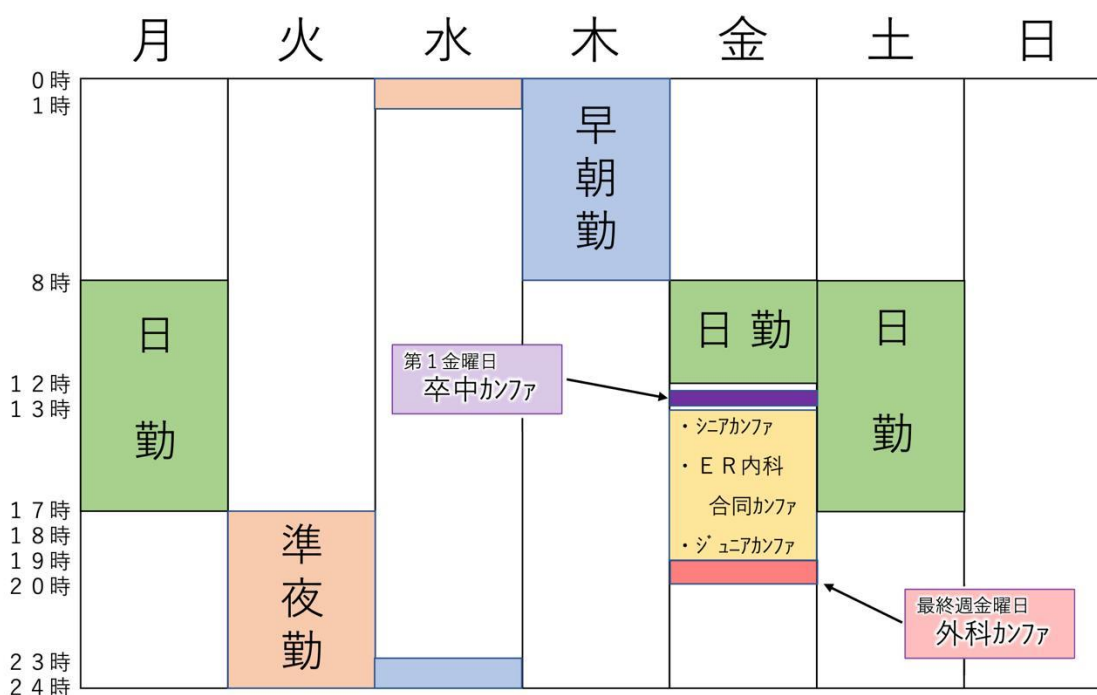 月 火 水 木 金 土 日
0時
1時
8時
12時
13時
17時
18時
19時
20時
23時
24時
日勤
準夜勤
早朝勤
日勤
第1金曜日
卒中ｶﾝﾌｧ
・ｼﾆｱｶﾝﾌｧ
・ER内科
合同ｶﾝﾌｧ
・ｼﾞｭﾆｱｶﾝﾌｧ
日勤
最終週金曜日
外科ｶﾝﾌｧ